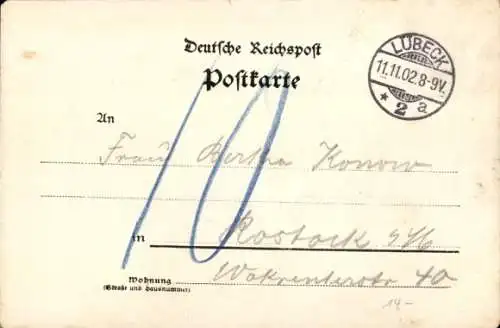 Deutsche Reichspost
Postkarte
LÜBECK
11.11.02.8-9V.
* 2 a
An
Frau Bertha Konow
10
in Rostock i/M
Wohnung Wokrenterstr 40
(Straße und Hausnummer)
14-